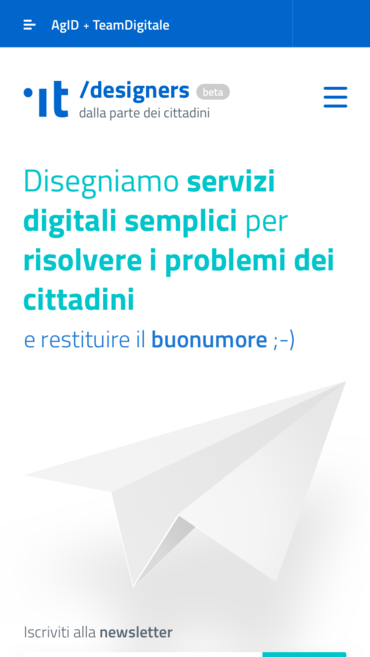 AgID + TeamDigitale
·it /designers beta
dalla parte dei cittadini
Disegniamo servizi
digitali semplici per
risolvere i problemi dei
cittadini
e restituire il buonumore ;-)
Iscriviti alla newsletter